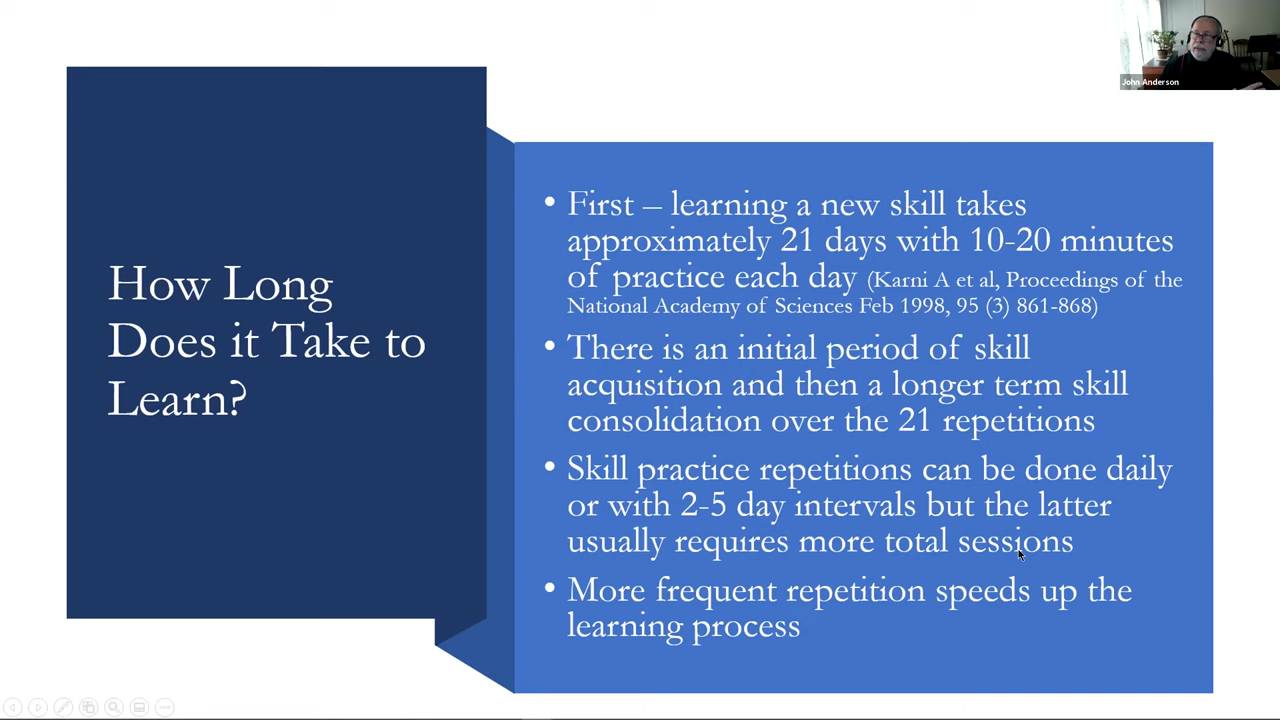 John Anderson
How Long
Does it Take to
Learn?
• First – learning a new skill takes
approximately 21 days with 10-20 minutes
of practice each day (Karni A et al, Proceedings of the
National Academy of Sciences Feb 1998, 95 (3) 861-868)
• There is an initial period of skill
acquisition and then a longer term skill
consolidation over the 21 repetitions
• Skill practice repetitions can be done daily
or with 2-5 day intervals but the latter
usually requires more total sessions
• More frequent repetition speeds up the
learning process